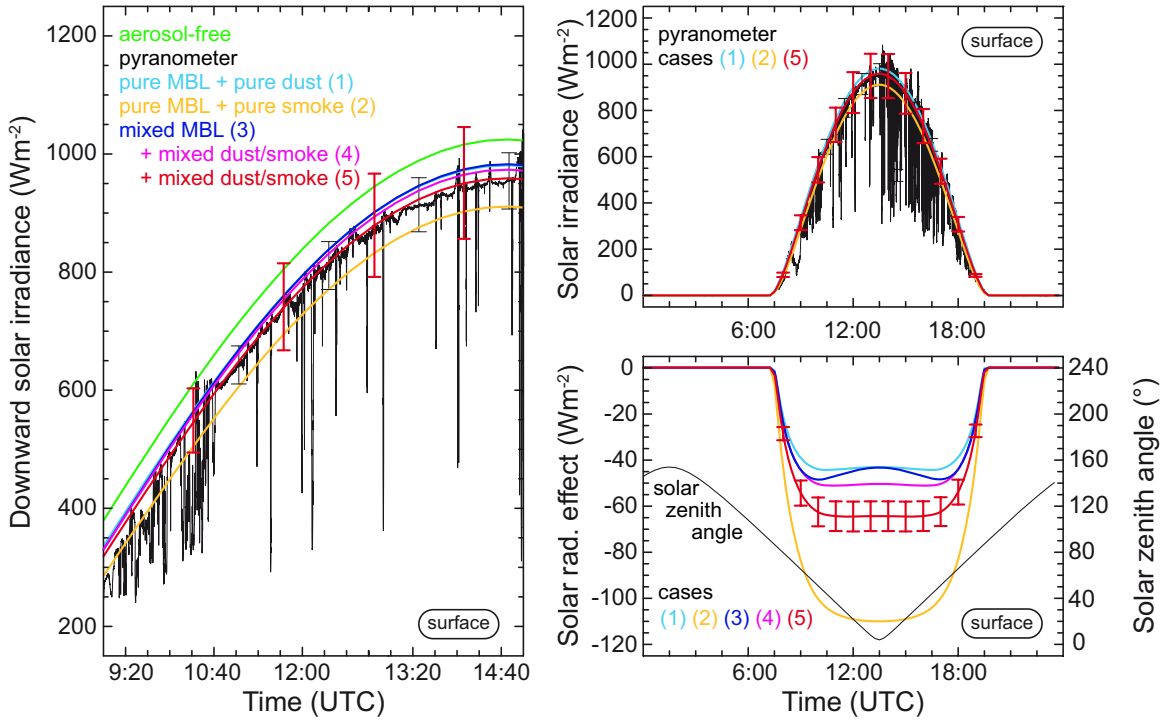 Downward solar irradiance (Wm⁻²)
1200
1000
800
600
400
200
aerosol-free
pyranometer
pure MBL + pure dust (1)
pure MBL + pure smoke (2)
mixed MBL (3)
+ mixed dust/smoke (4)
+ mixed dust/smoke (5)
surface
9:20 10:40 12:00 13:20 14:40
Time (UTC)
Solar irradiance (Wm⁻²)
1200
1000
800
600
400
200
0
pyranometer
cases (1) (2) (5)
surface
6:00 12:00 18:00
Solar rad. effect (Wm⁻²)
0
-20
-40
-60
-80
-100
-120
solar
zenith
angle
cases
(1) (2) (3) (4) (5)
surface
240
200
160
120
80
40
0
Solar zenith angle (°)
6:00 12:00 18:00
Time (UTC)